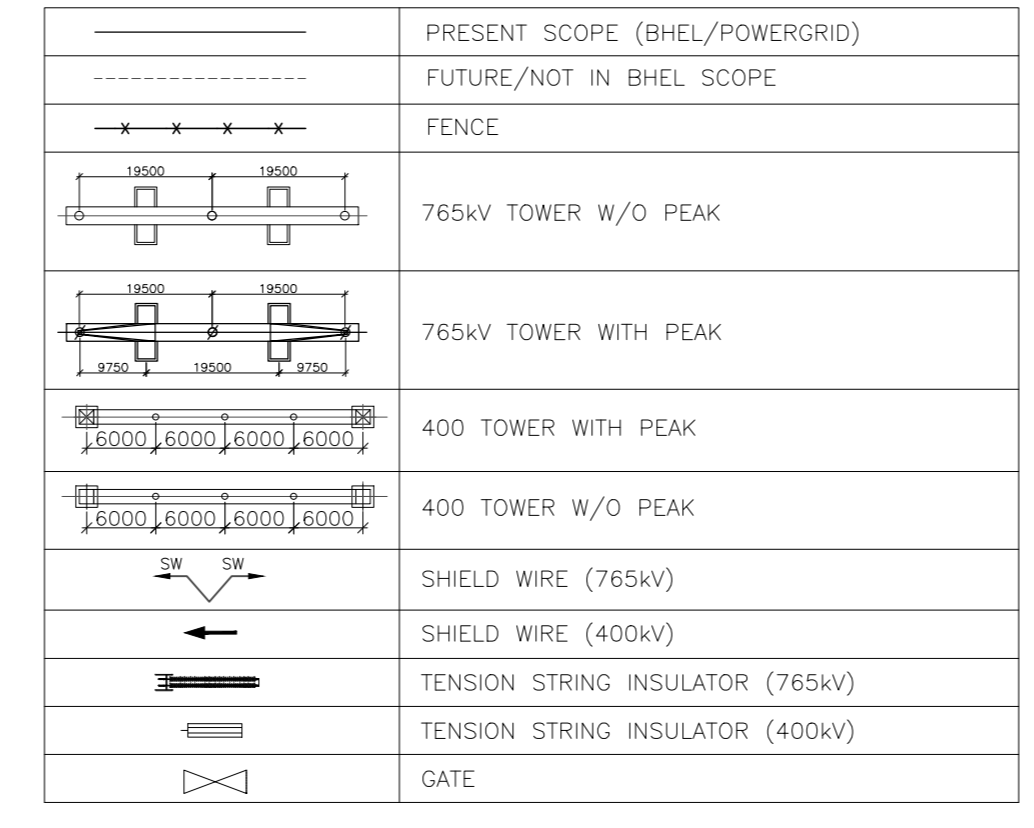 PRESENT SCOPE (BHEL/POWERGRID)
FUTURE/NOT IN BHEL SCOPE
FENCE
19500 19500
765kV TOWER W/O PEAK
19500 19500
9750 19500 9750
765kV TOWER WITH PEAK
6000 6000 6000 6000
400 TOWER WITH PEAK
6000 6000 6000 6000
400 TOWER W/O PEAK
SW SW
SHIELD WIRE (765kV)
SHIELD WIRE (400kV)
TENSION STRING INSULATOR (765kV)
TENSION STRING INSULATOR (400kV)
GATE